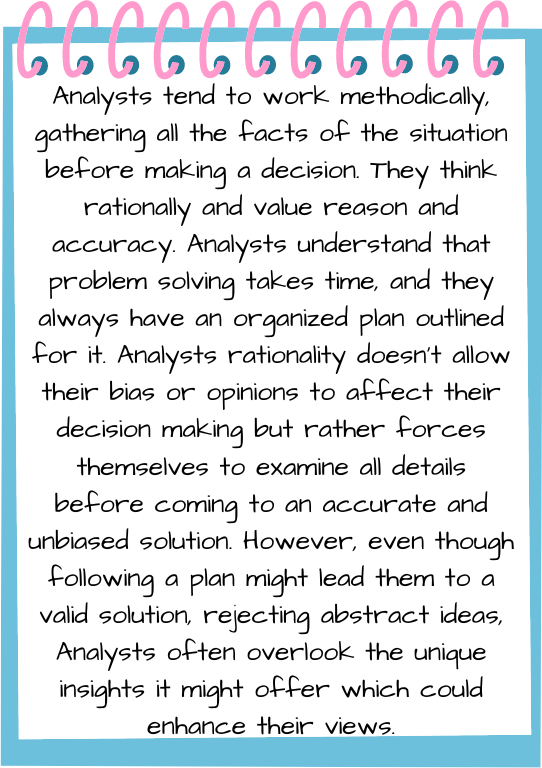 Analysts tend to work methodically,
gathering all the facts of the situation
before making a decision. They think
rationally and value reason and
accuracy. Analysts understand that
problem solving takes time, and they
always have an organized plan outlined
for it. Analysts rationality doesn't allow
their bias or opinions to affect their
decision making but rather forces
themselves to examine all details
before coming to an accurate and
unbiased solution. However, even though
following a plan might lead them to a
valid solution, rejecting abstract ideas,
Analysts often overlook the unique
insights it might offer which could
enhance their views.